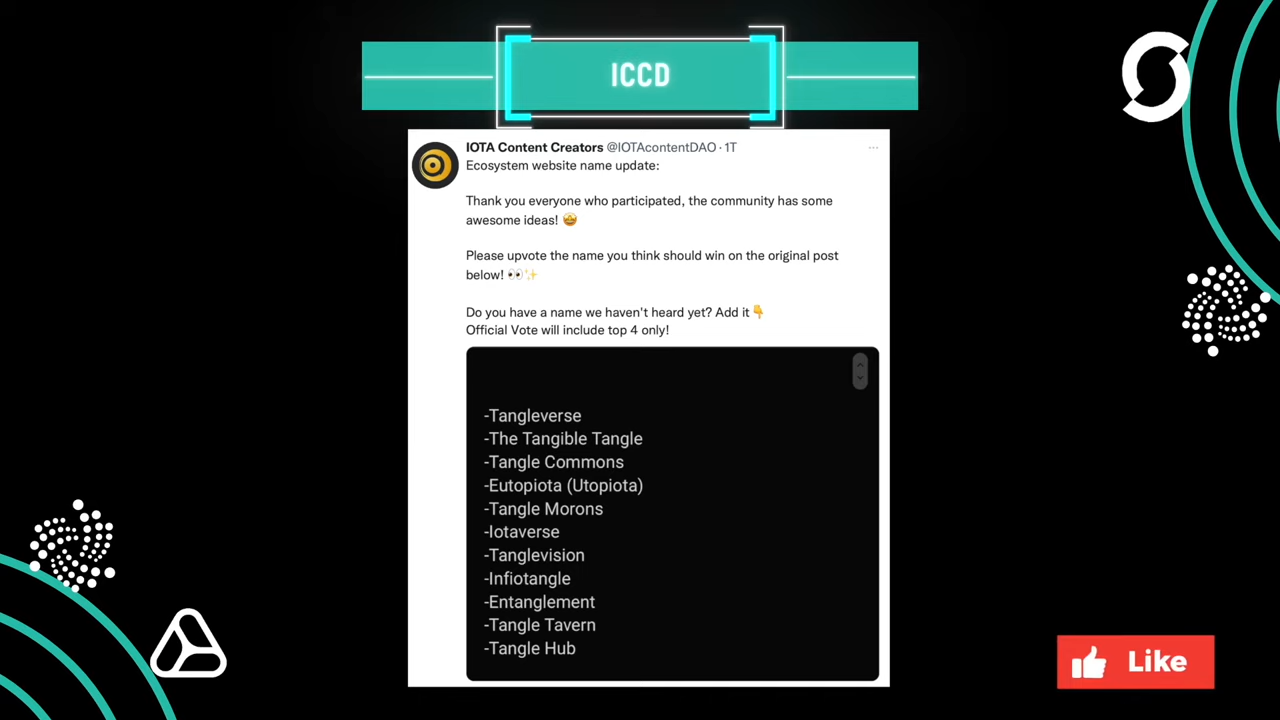 ICCD
IOTA Content Creators @IOTAcontentDAO · 1T
Ecosystem website name update:
Thank you everyone who participated, the community has some
awesome ideas! 🤩
Please upvote the name you think should win on the original post
below! 👀✨
Do you have a name we haven't heard yet? Add it👇
Official Vote will include top 4 only!
-Tangleverse
-The Tangible Tangle
-Tangle Commons
-Eutopiota (Utopiota)
-Tangle Morons
-Iotaverse
-Tanglevision
-Infiotangle
-Entanglement
-Tangle Tavern
-Tangle Hub
Like